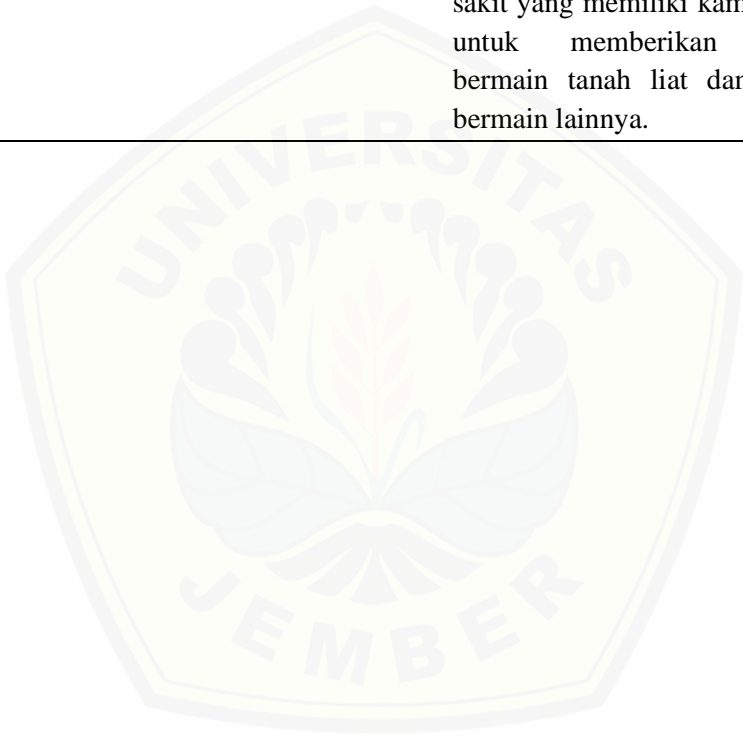 sakit yang memiliki kam
untuk memberikan
bermain tanah liat dan
bermain lainnya.
UNIVERSITAS
JEMBER